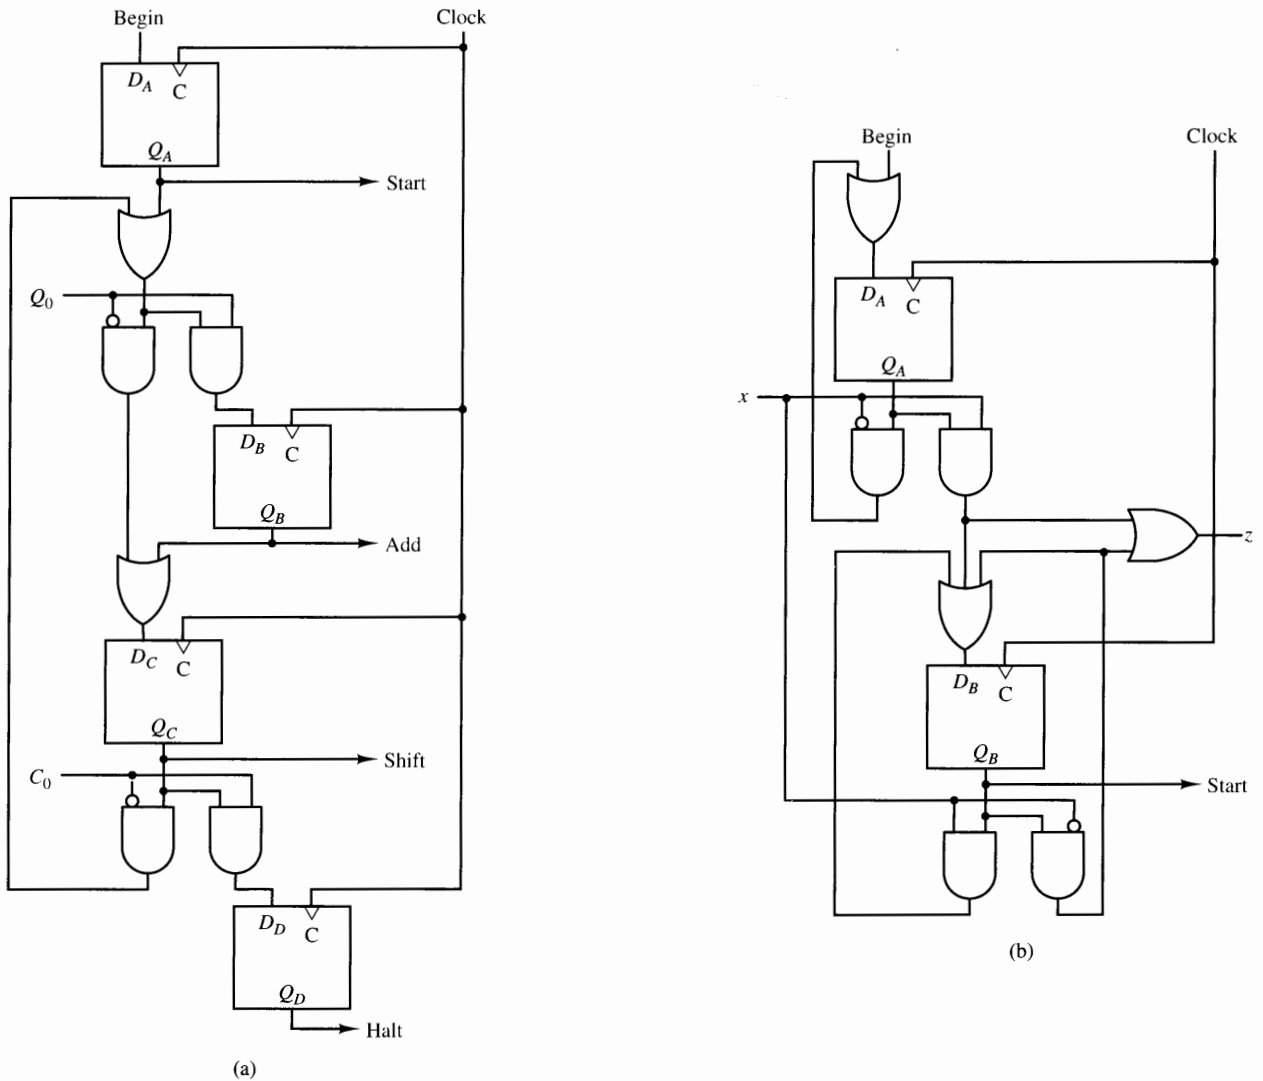 Begin
Clock
D_A
C
Q_A
Start
Q_0
D_B
C
Q_B
Add
D_C
C
Q_C
Shift
C_0
D_D
C
Q_D
Halt
(a)
Begin
Clock
D_A
C
Q_A
x
z
D_B
C
Q_B
Start
(b)